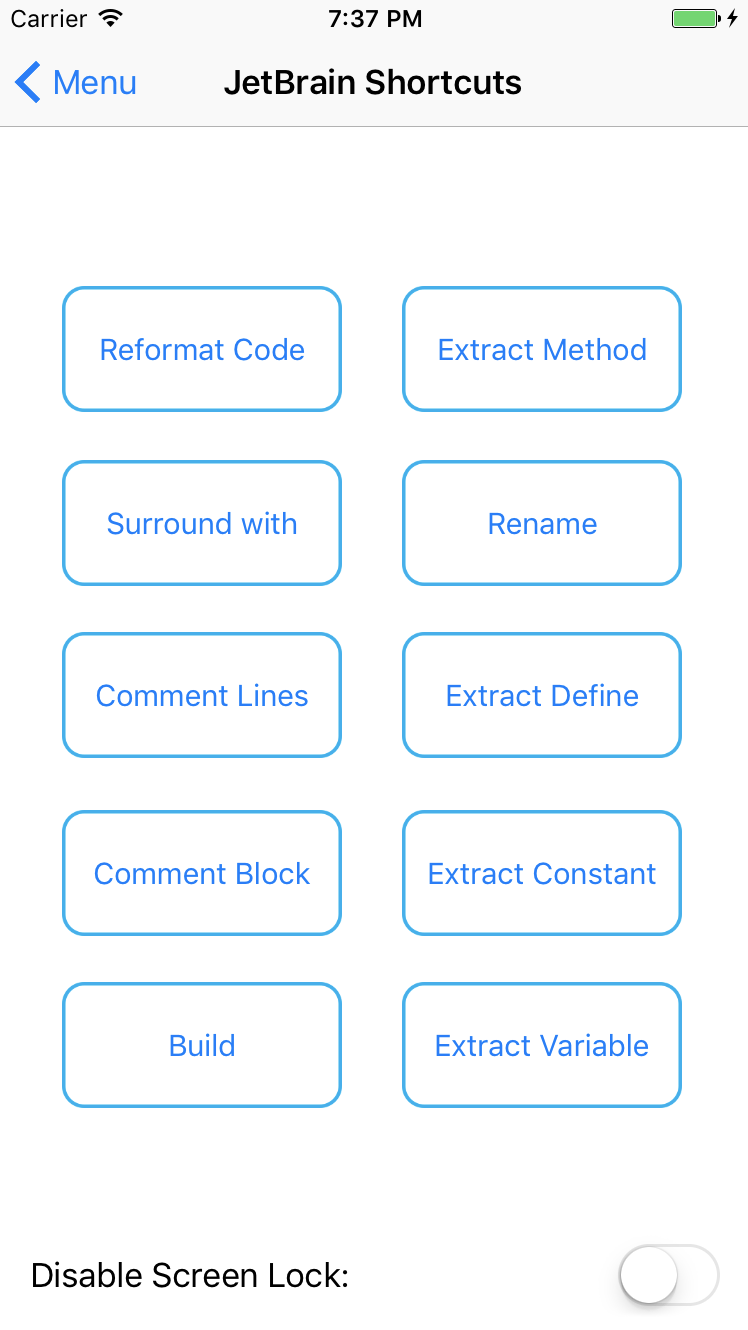 Carrier 7:37 PM
Menu JetBrain Shortcuts
Reformat Code Extract Method
Surround with Rename
Comment Lines Extract Define
Comment Block Extract Constant
Build Extract Variable
Disable Screen Lock: